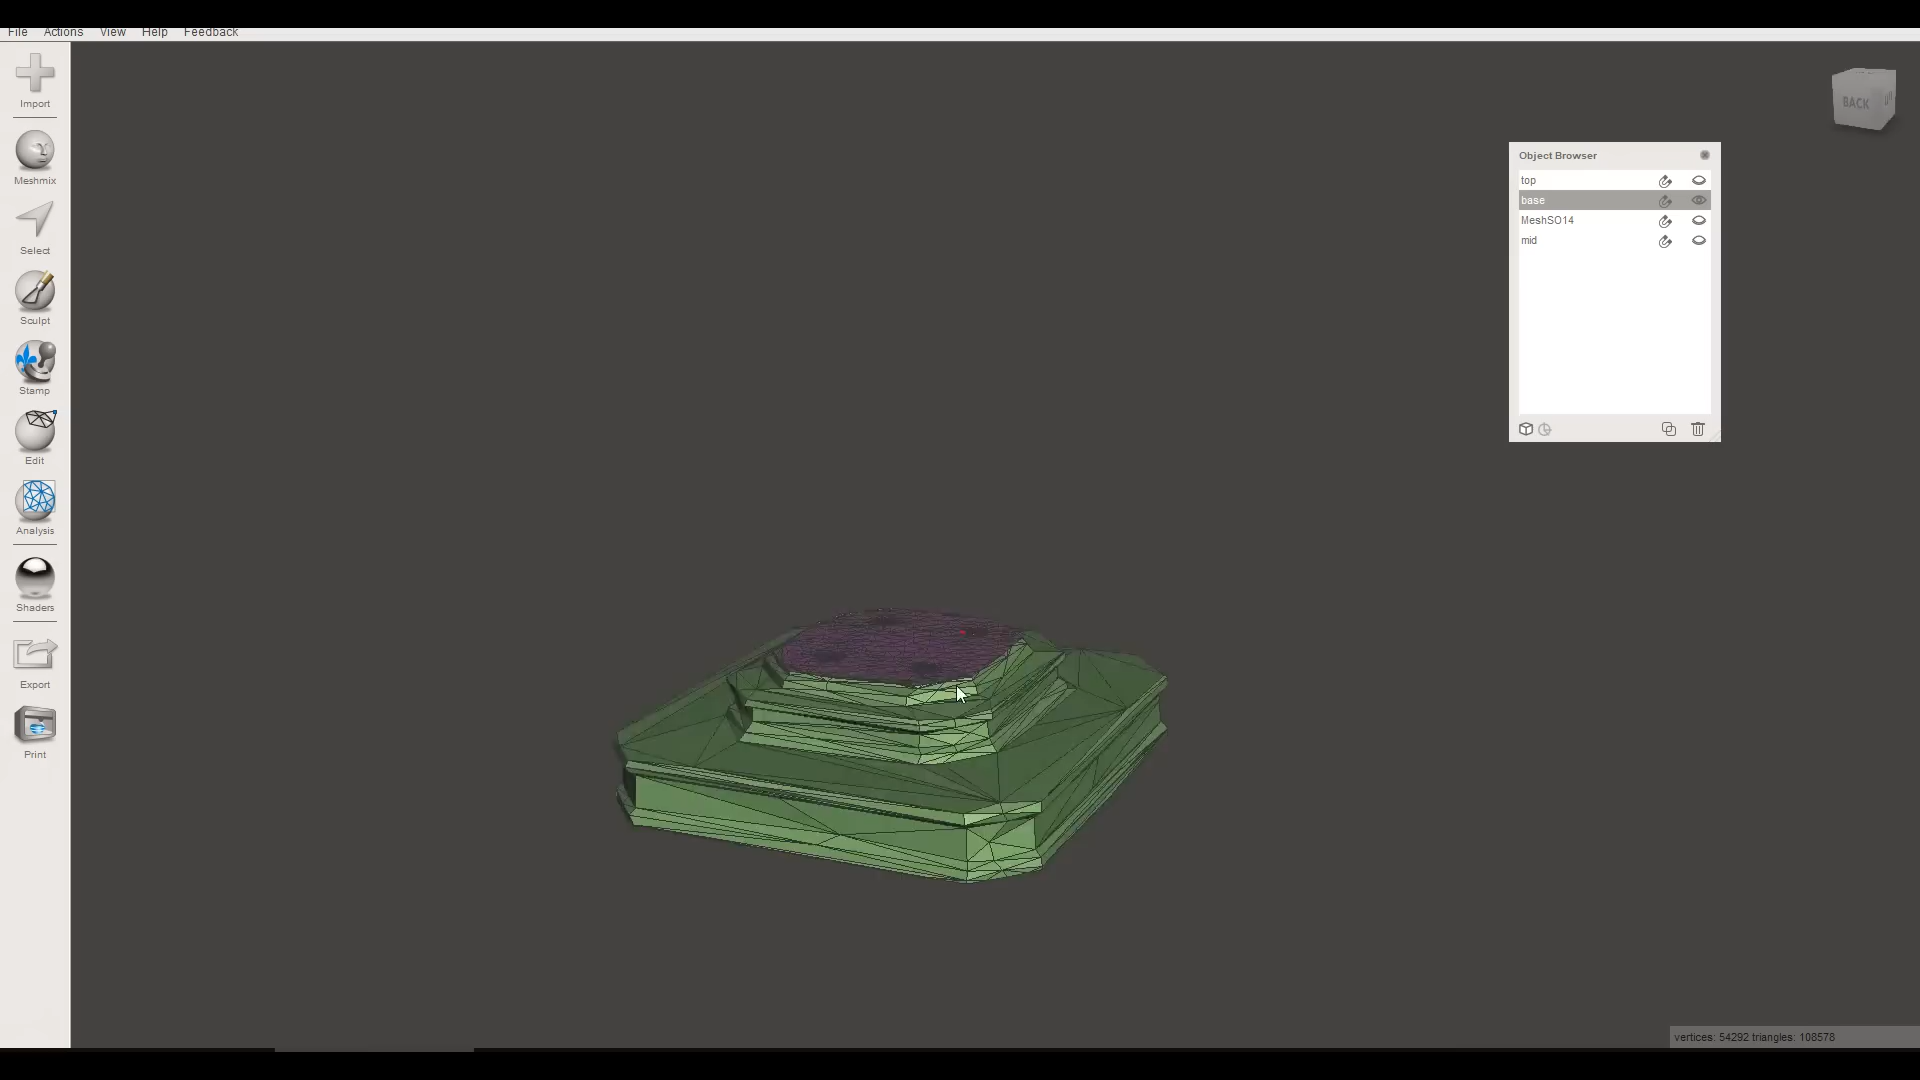 File Actions View Help Feedback
Import
Meshmix
Select
Sculpt
Stamp
Edit
Analysis
Shaders
Export
Print
BACK
Object Browser
top
base
MeshSO14
mid
vertices: 54292 triangles: 108578